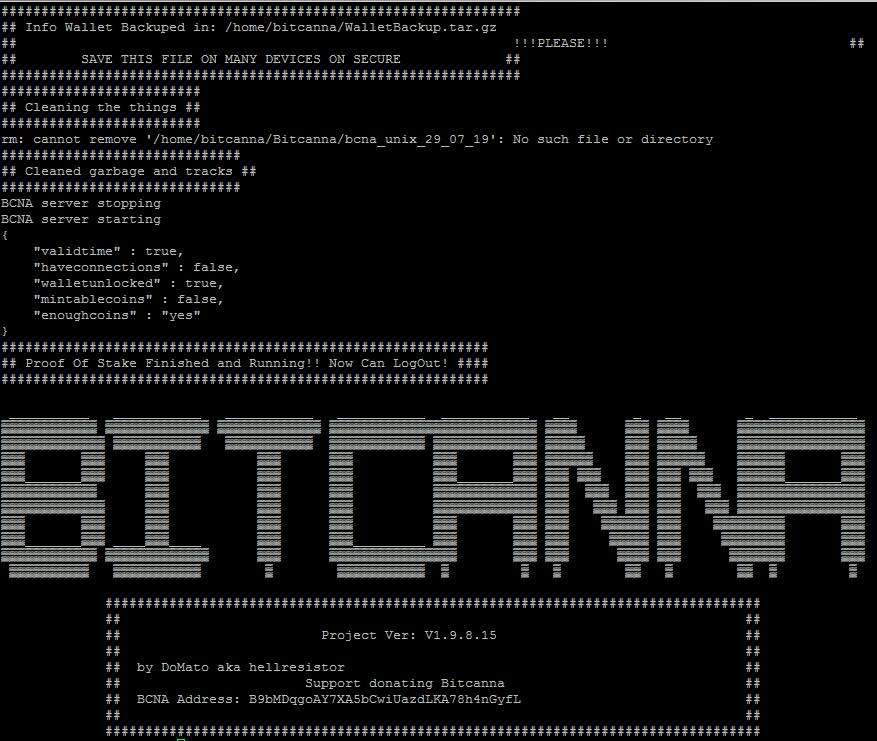 #################################################################
## Info Wallet Backuped in: /home/bitcanna/WalletBackup.tar.gz
## !!!PLEASE!!! ##
## SAVE THIS FILE ON MANY DEVICES ON SECURE ##
#################################################################
#########################
## Cleaning the things ##
#########################
rm: cannot remove '/home/bitcanna/Bitcanna/bcna_unix_29_07_19': No such file or directory
##############################
## Cleaned garbage and tracks ##
##############################
BCNA server stopping
BCNA server starting
{
"validtime" : true,
"haveconnections" : false,
"walletunlocked" : true,
"mintablecoins" : false,
"enoughcoins" : "yes"
}
#############################################################
## Proof Of Stake Finished and Running!! Now Can LogOut! ####
#############################################################
BITCANNA
##################################################################################
## ##
## Project Ver: V1.9.8.15 ##
## ##
## by DoMato aka hellresistor ##
## Support donating Bitcanna ##
## BCNA Address: B9bMDqgoAY7XA5bCwiUazdLKA78h4nGyfL ##
## ##
##################################################################################